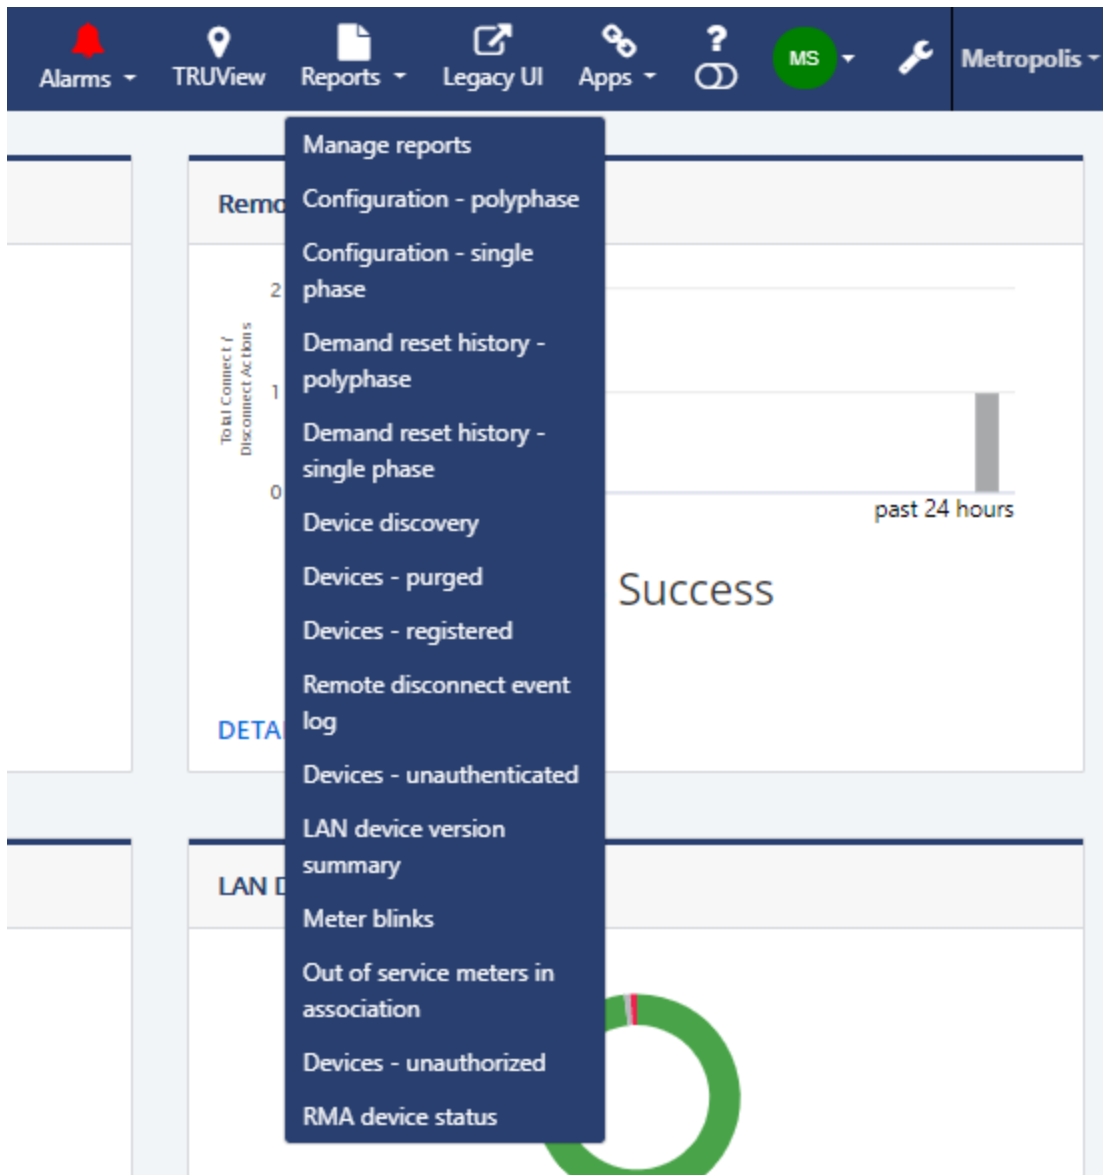 Alarms
TRUView
Reports
Legacy UI
Apps
?
MS
Metropolis
Manage reports
Configuration - polyphase
Configuration - single
phase
Demand reset history -
polyphase
Demand reset history -
single phase
Device discovery
Devices - purged
Devices - registered
Remote disconnect event
log
Devices - unauthenticated
LAN device version
summary
Meter blinks
Out of service meters in
association
Devices - unauthorized
RMA device status
Remo
2
1
0
Total Connect /
Disconnect Actions
past 24 hours
Success
DETA
LAN D